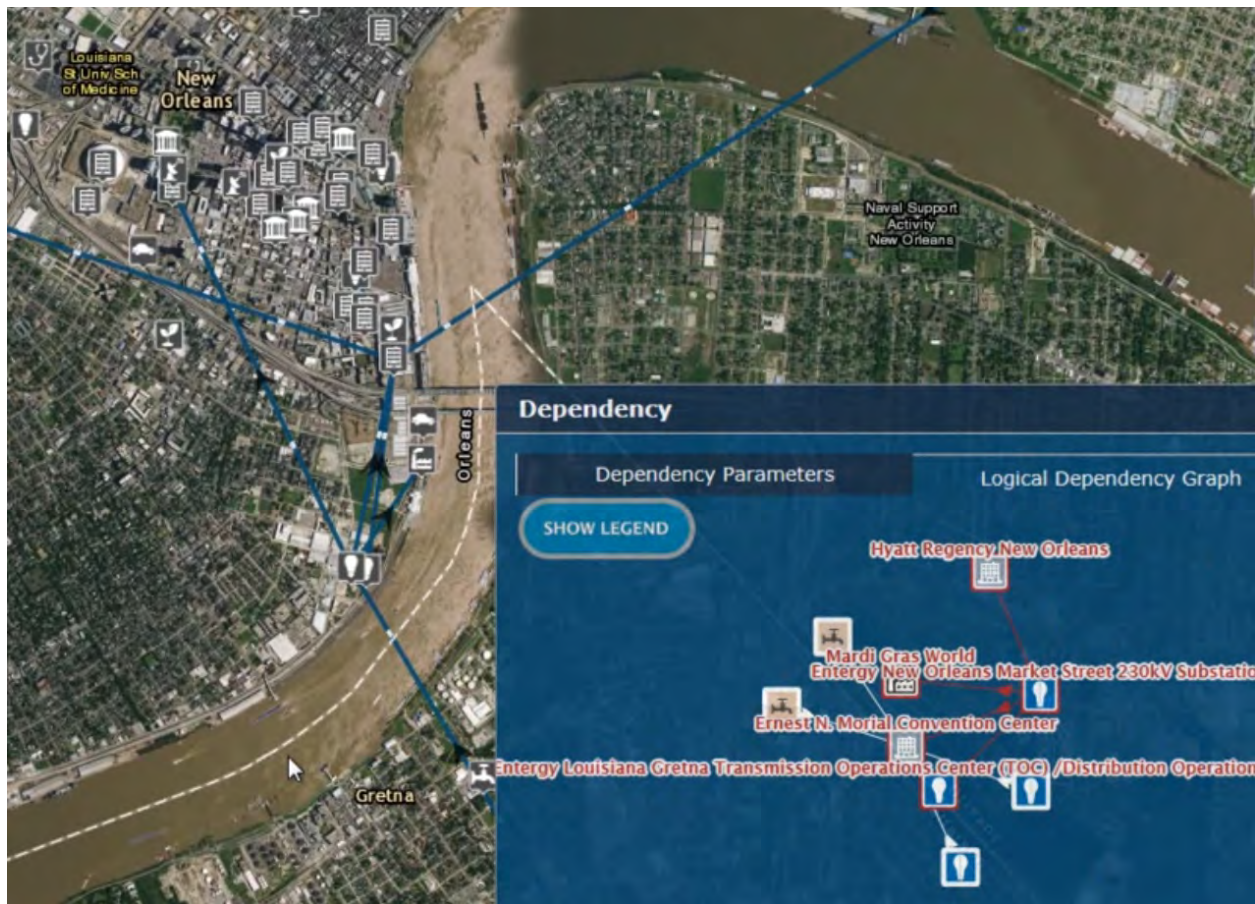 Louisiana
St Univ Sch
of Medicine
New
Orleans
Naval Support
Activity
New Orleans
Orleans
Gretna
Dependency
Dependency Parameters
Logical Dependency Graph
SHOW LEGEND
Hyatt Regency New Orleans
Mardi Gras World
Entergy New Orleans Market Street 230kV Substatio
Ernest N. Morial Convention Center
Entergy Louisiana Gretna Transmission Operations Center (TOC) /Distribution Operation